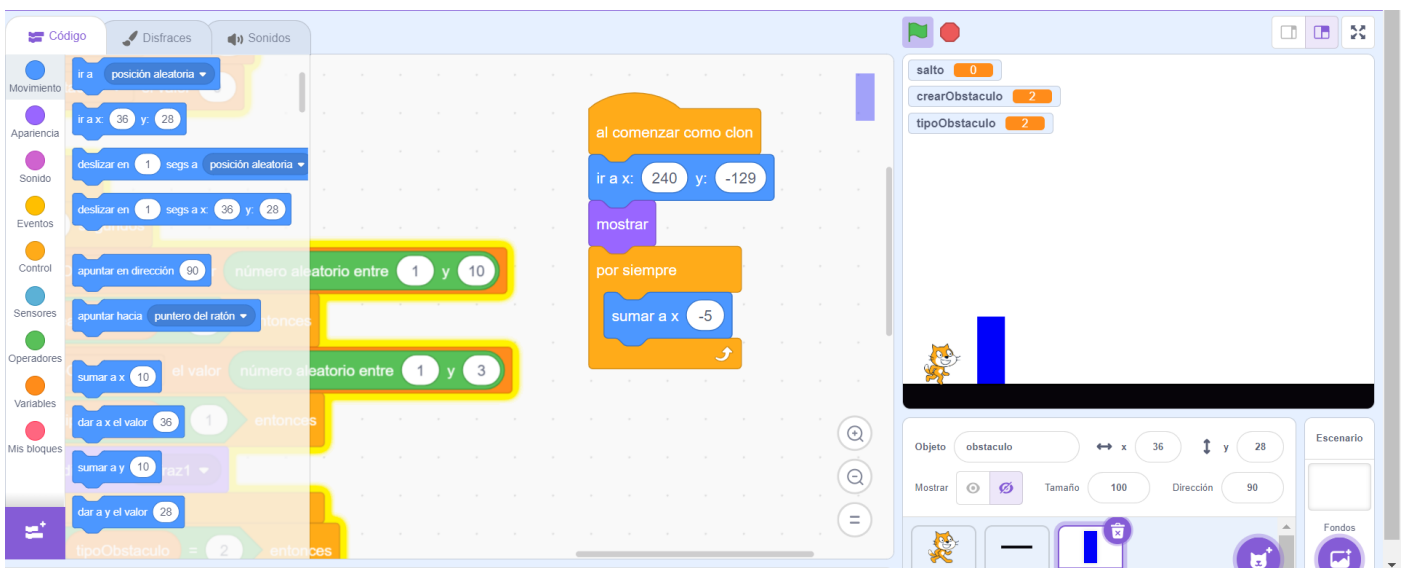 Código
Disfraces
Sonidos
Movimiento
Apariencia
Sonido
Eventos
Control
Sensores
Operadores
Variables
Mis bloques
ir a posición aleatoria
ir a x: 36 y: 28
deslizar en 1 segs a posición aleatoria
deslizar en 1 segs a x: 36 y: 28
apuntar en dirección 90
apuntar hacia puntero del ratón
sumar a x 10
dar a x el valor 36
sumar a y 10
dar a y el valor 28
número aleatorio entre 1 y 10
entonces
el valor número aleatorio entre 1 y 3
1 entonces
tipoObstaculo = 2 entonces
al comenzar como clon
ir a x: 240 y: -129
mostrar
por siempre
sumar a x -5
salto 0
crearObstaculo 2
tipoObstaculo 2
Objeto obstaculo x 36 y 28
Mostrar Tamaño 100 Dirección 90
Escenario
Fondos